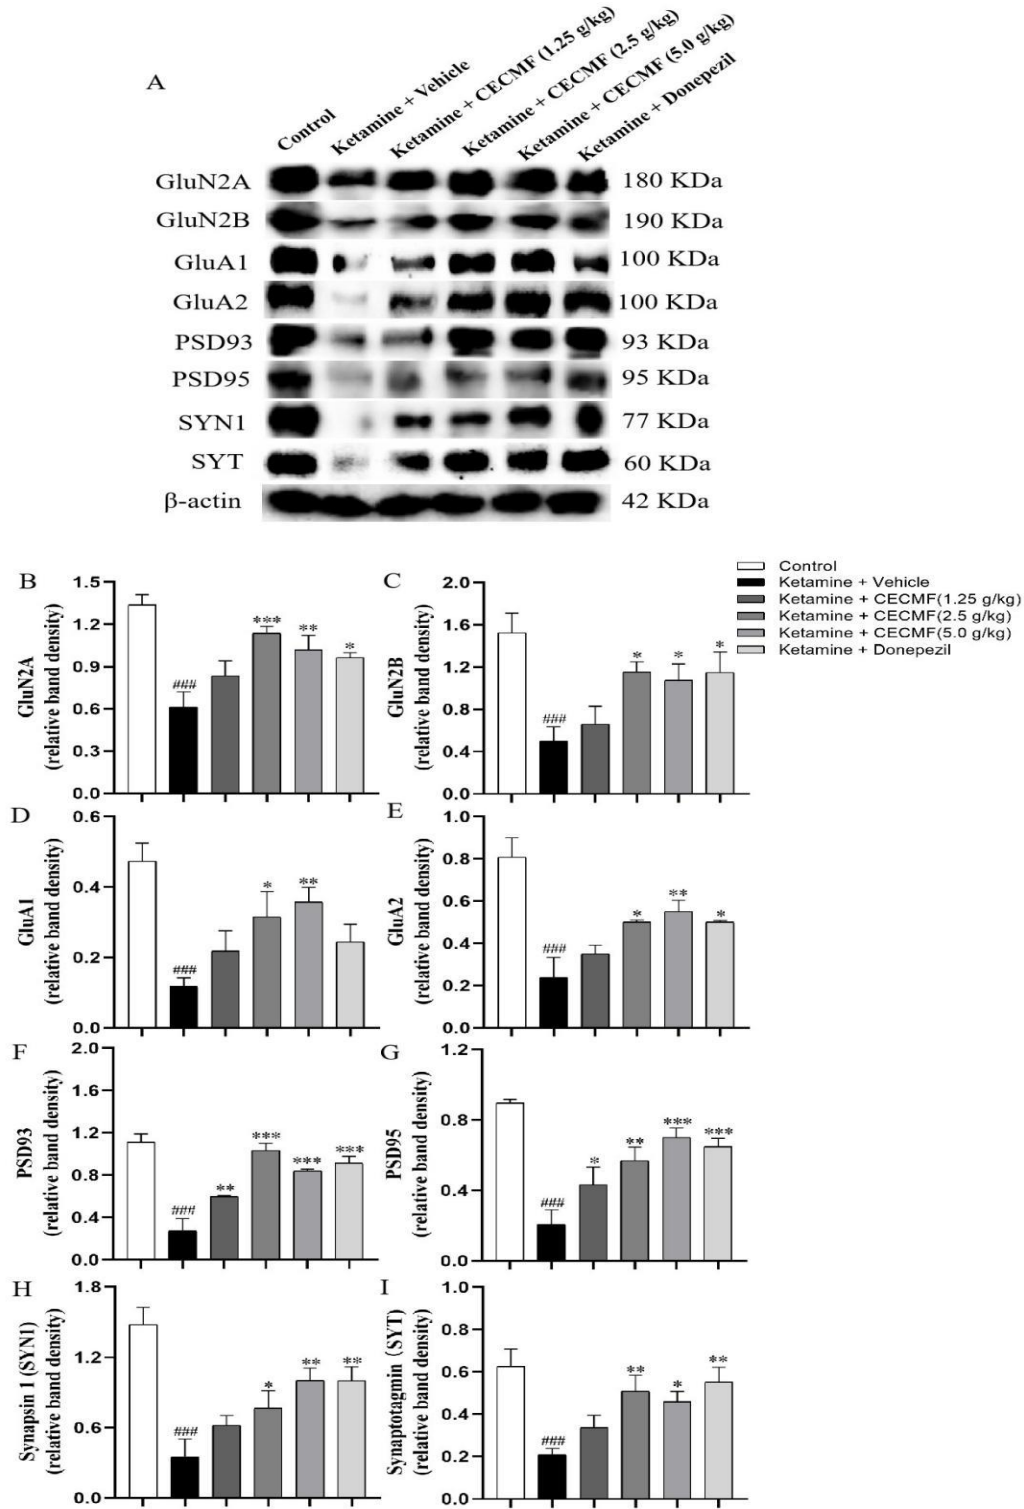 A
Control
Ketamine + Vehicle
Ketamine + CECMF (1.25 g/kg)
Ketamine + CECMF (2.5 g/kg)
Ketamine + CECMF (5.0 g/kg)
Ketamine + Donepezil
GluN2A 180 KDa
GluN2B 190 KDa
GluA1 100 KDa
GluA2 100 KDa
PSD93 93 KDa
PSD95 95 KDa
SYN1 77 KDa
SYT 60 KDa
β-actin 42 KDa
Control
Ketamine + Vehicle
Ketamine + CECMF(1.25 g/kg)
Ketamine + CECMF(2.5 g/kg)
Ketamine + CECMF(5.0 g/kg)
Ketamine + Donepezil
B
GluN2A
(relative band density)
1.5
1.2
0.9
0.6
0.3
0.0
### *** ** *
C
GluN2B
(relative band density)
2.0
1.6
1.2
0.8
0.4
0.0
### * * *
D
GluA1
(relative band density)
0.6
0.4
0.2
0.0
### * **
E
GluA2
(relative band density)
1.0
0.8
0.6
0.4
0.2
0.0
### * ** *
F
PSD93
(relative band density)
2.0
1.6
1.2
0.8
0.4
0.0
### ** *** *** ***
G
PSD95
(relative band density)
1.2
0.8
0.4
0.0
### * ** *** ***
H
Synapsin 1 (SYN1)
(relative band density)
1.8
1.2
0.6
0.0
### * ** **
I
Synaptotagmin (SYT)
(relative band density)
1.0
0.8
0.6
0.4
0.2
0.0
### ** * **